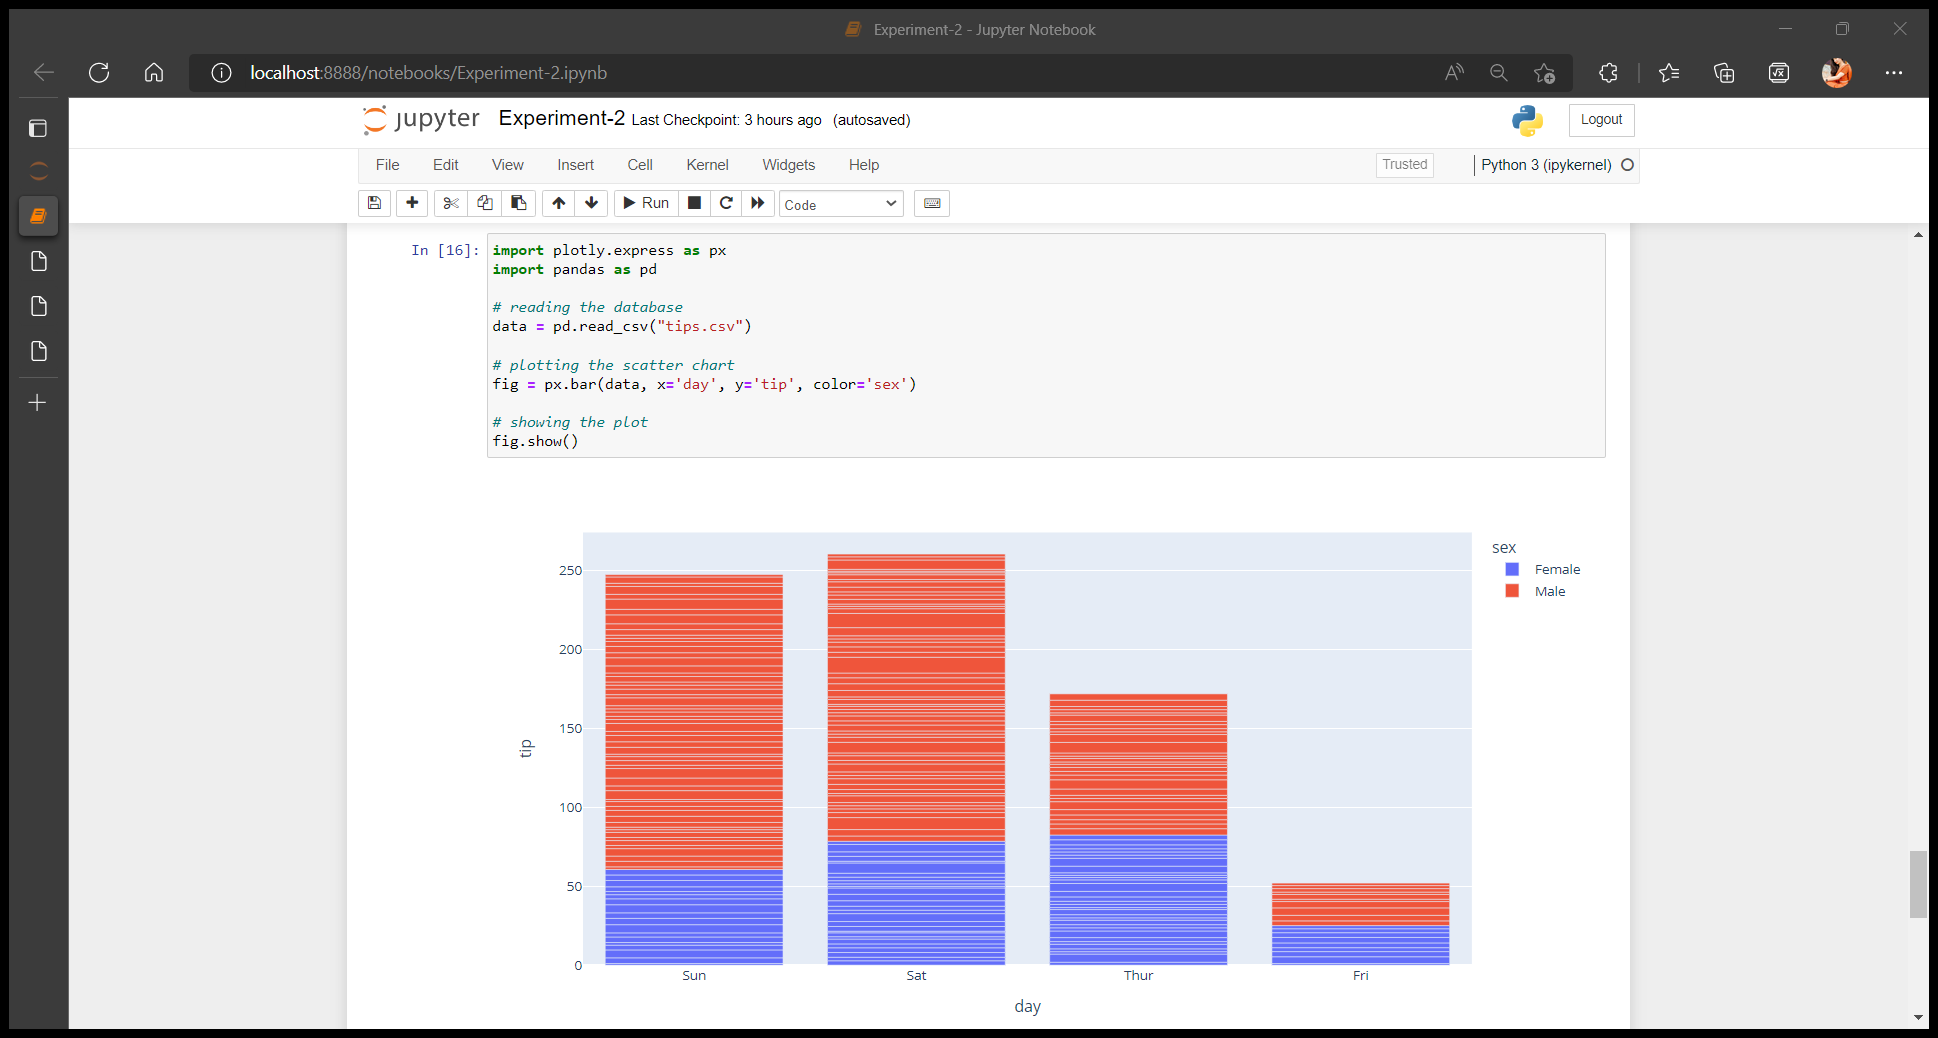 Experiment-2 - Jupyter Notebook
localhost:8888/notebooks/Experiment-2.ipynb
jupyter Experiment-2 Last Checkpoint: 3 hours ago (autosaved)
Logout
File Edit View Insert Cell Kernel Widgets Help
Trusted
Python 3 (ipykernel)
Run
Code
In [16]:
import plotly.express as px
import pandas as pd
# reading the database
data = pd.read_csv("tips.csv")
# plotting the scatter chart
fig = px.bar(data, x='day', y='tip', color='sex')
# showing the plot
fig.show()
sex
Female
Male
250
200
150
100
50
0
tip
Sun Sat Thur Fri
day